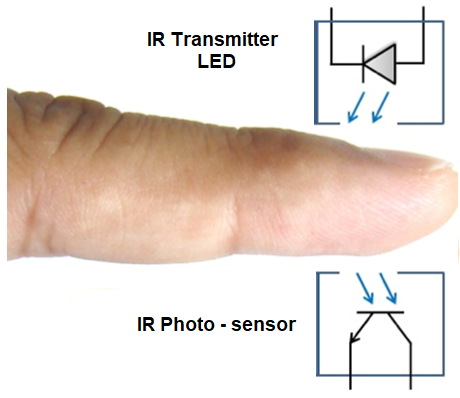 IR Transmitter
LED
IR Photo - sensor